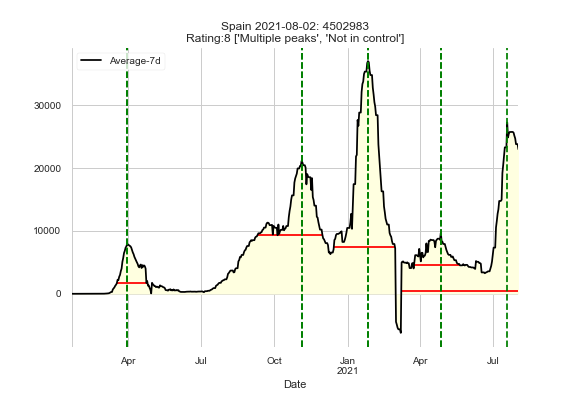 Spain 2021-08-02: 4502983
Rating:8 ['Multiple peaks', 'Not in control']
Average-7d
30000
20000
10000
0
Apr
Jul
Oct
Jan
2021
Apr
Jul
Date